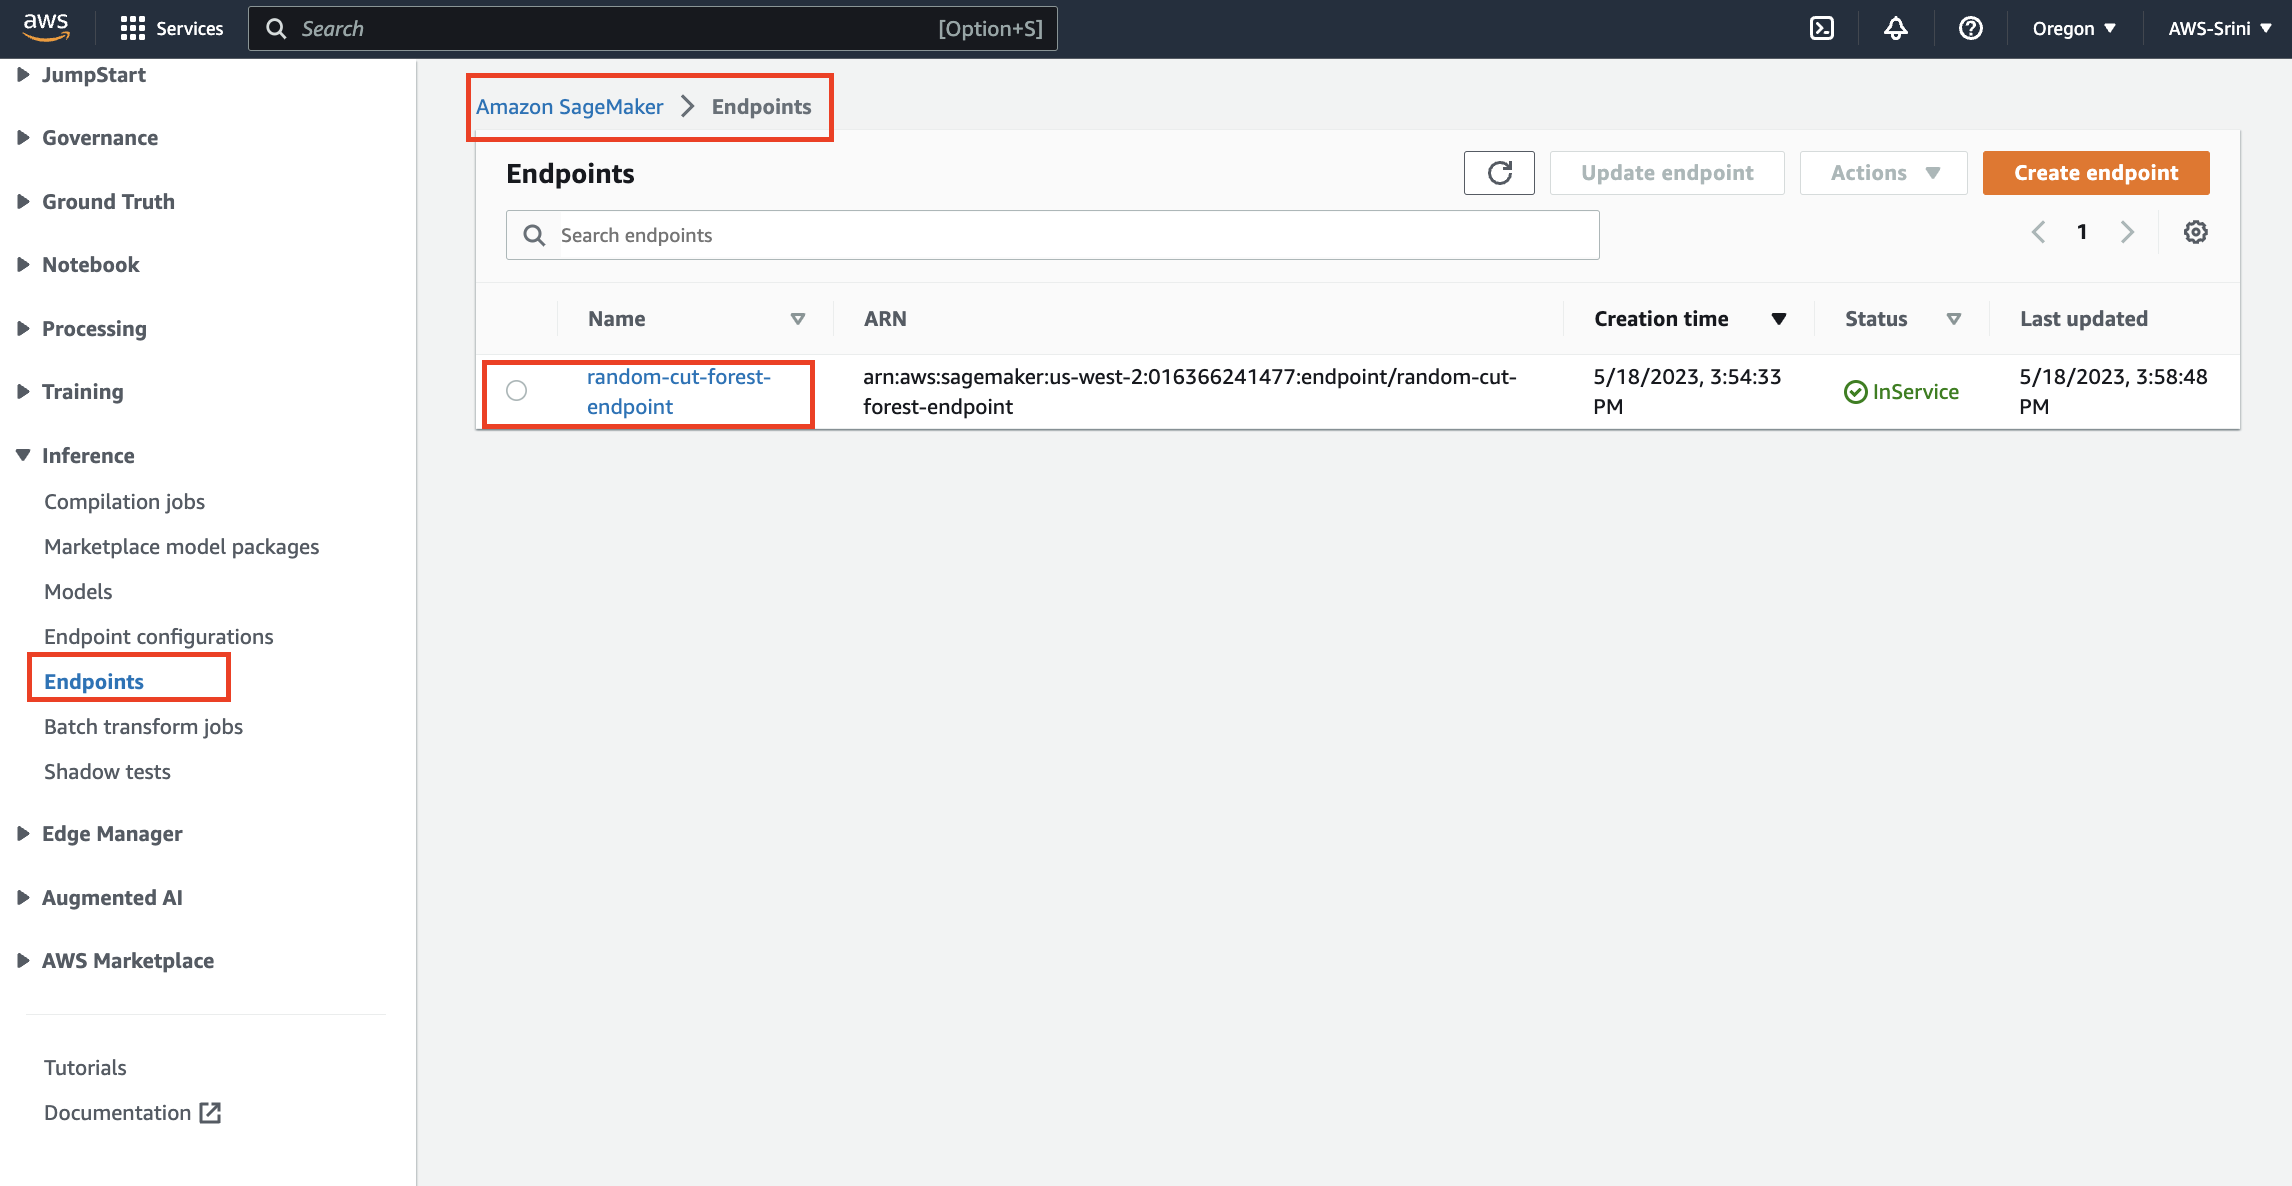 aws
Services
Search
[Option+S]
Oregon
AWS-Srini
JumpStart
Governance
Ground Truth
Notebook
Processing
Training
Inference
Compilation jobs
Marketplace model packages
Models
Endpoint configurations
Endpoints
Batch transform jobs
Shadow tests
Edge Manager
Augmented AI
AWS Marketplace
Tutorials
Documentation
Amazon SageMaker
Endpoints
Endpoints
Update endpoint
Actions
Create endpoint
Search endpoints
1
Name
ARN
Creation time
Status
Last updated
random-cut-forest-
endpoint
arn:aws:sagemaker:us-west-2:016366241477:endpoint/random-cut-
forest-endpoint
5/18/2023, 3:54:33
PM
InService
5/18/2023, 3:58:48
PM